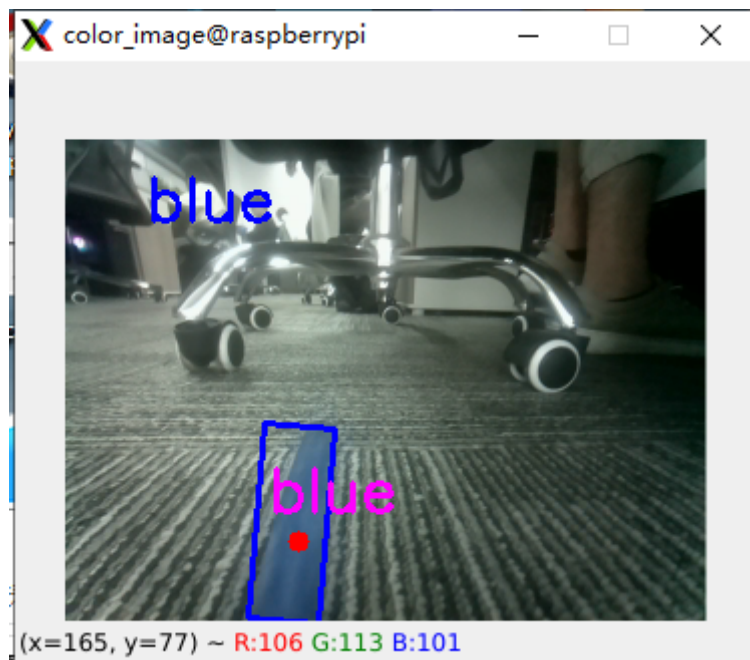 color_image@raspberrypi
blue
blue
(x=165, y=77) ~ R:106 G:113 B:101